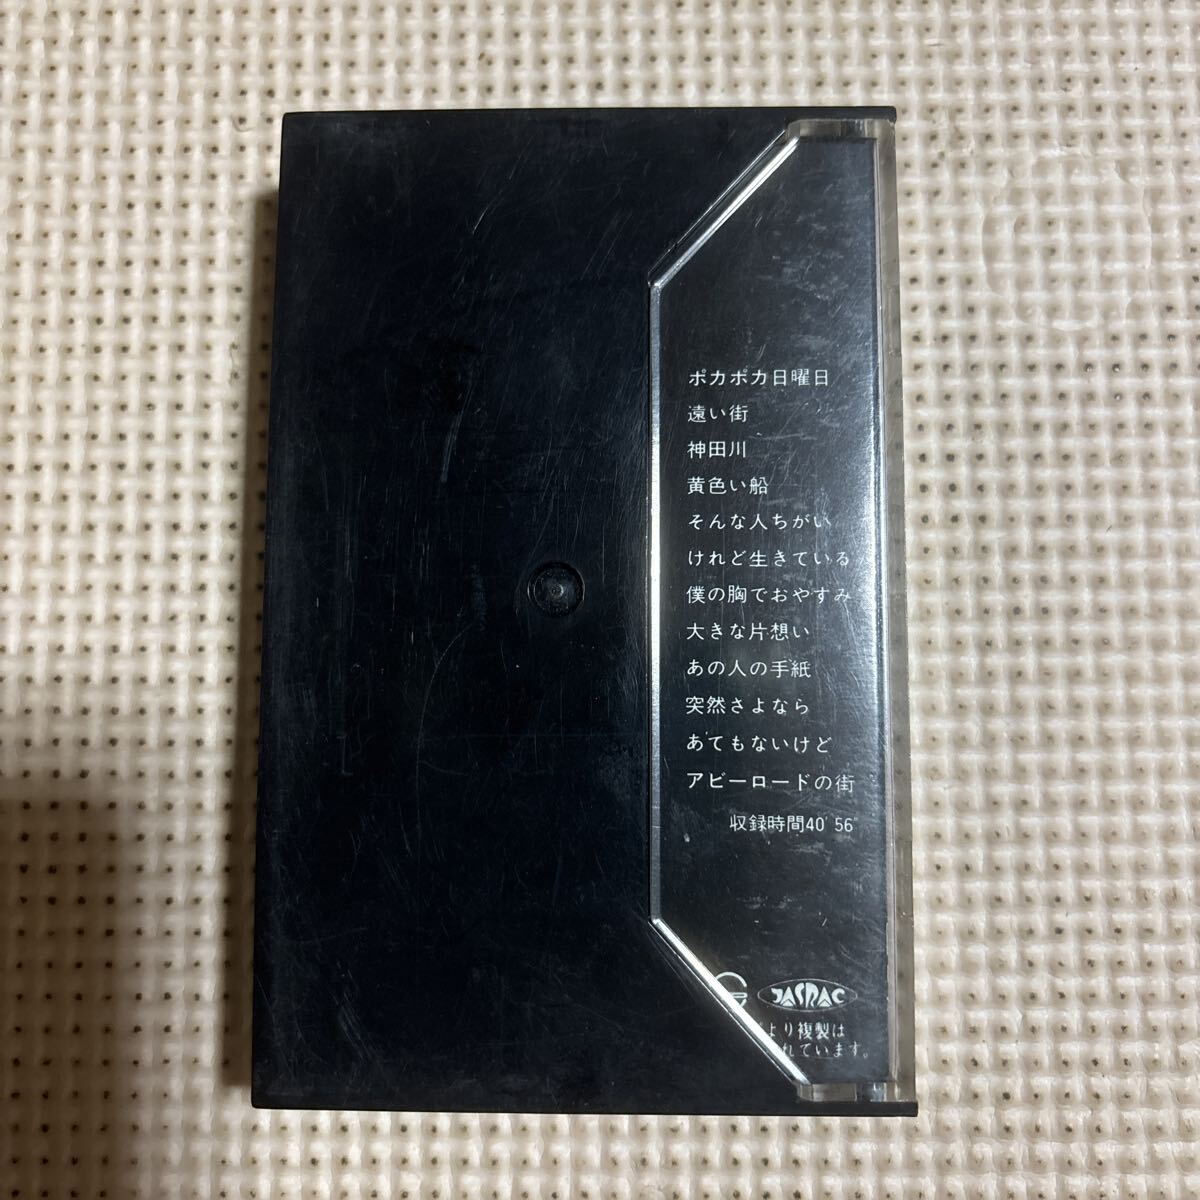 ポカポカ日曜日
遠い街
神田川
黄色い船
そんな人ちがい
けれど生きている
僕の胸でおやすみ
大きな片想い
あの人の手紙
突然さよなら
あてもないけど
アビーロードの街
収録時間40′56″
JASRAC
より複製は
れています。